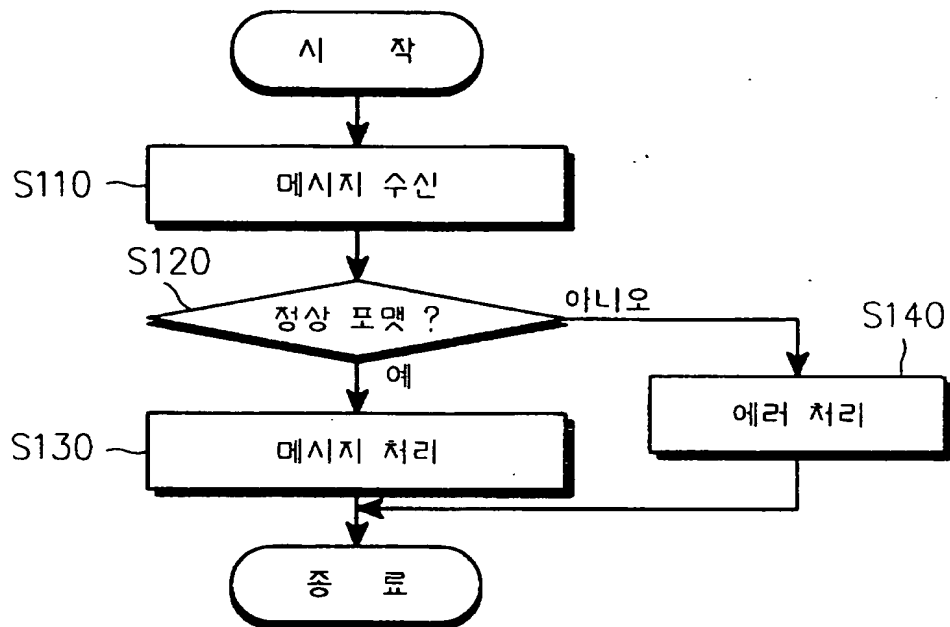 시 작
S110
메시지 수신
S120
정상 포맷 ?
아니오
S140
예
에러 처리
S130
메시지 처리
종 료